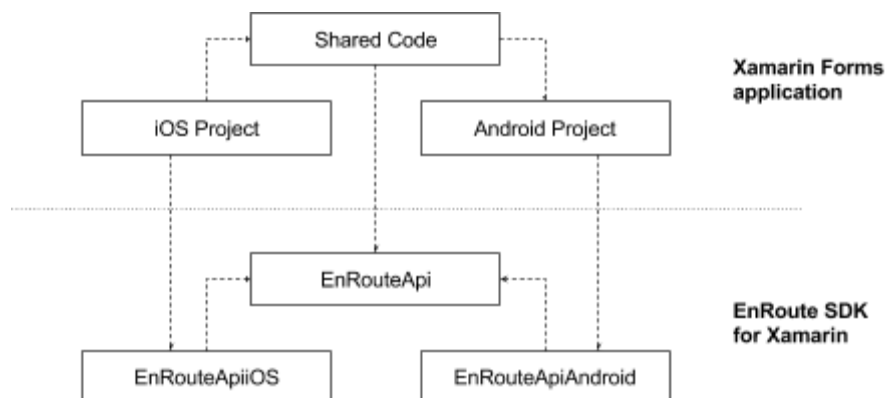 Shared Code
Xamarin Forms
application
iOS Project
Android Project
EnRouteApi
EnRoute SDK
for Xamarin
EnRouteApiiOS
EnRouteApiAndroid